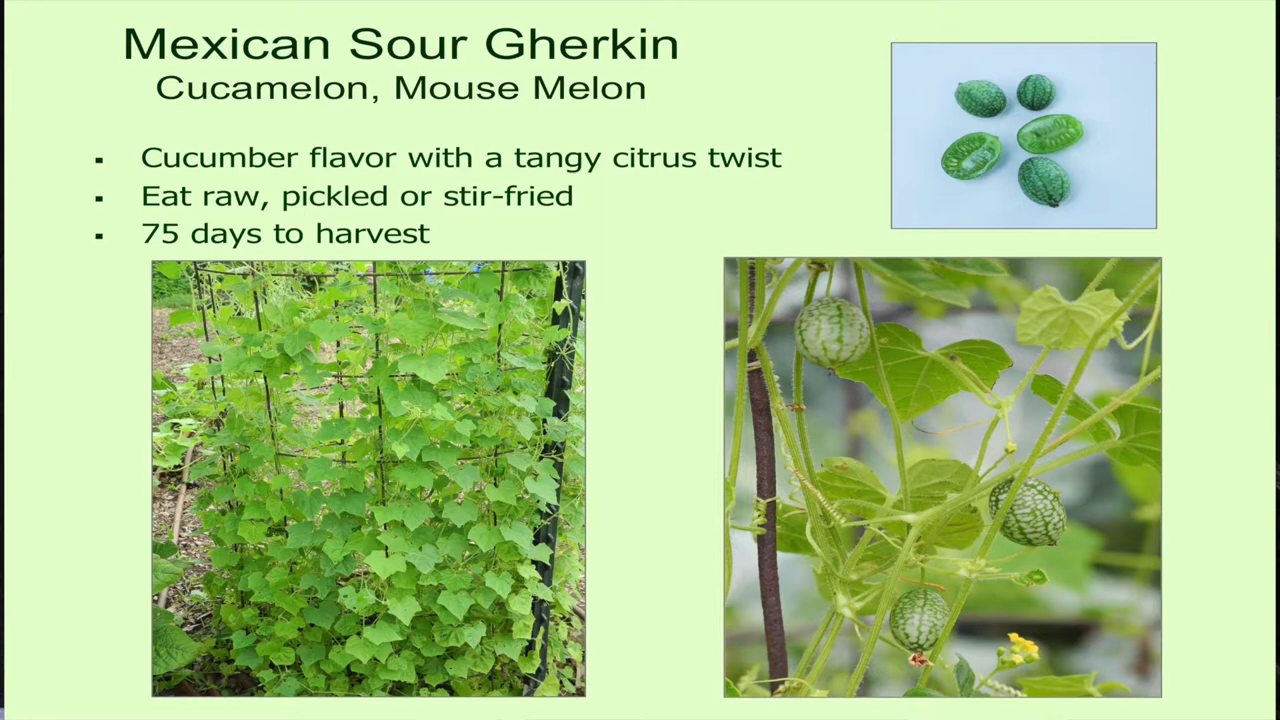 Mexican Sour Gherkin
Cucamelon, Mouse Melon
▪ Cucumber flavor with a tangy citrus twist
▪ Eat raw, pickled or stir-fried
▪ 75 days to harvest